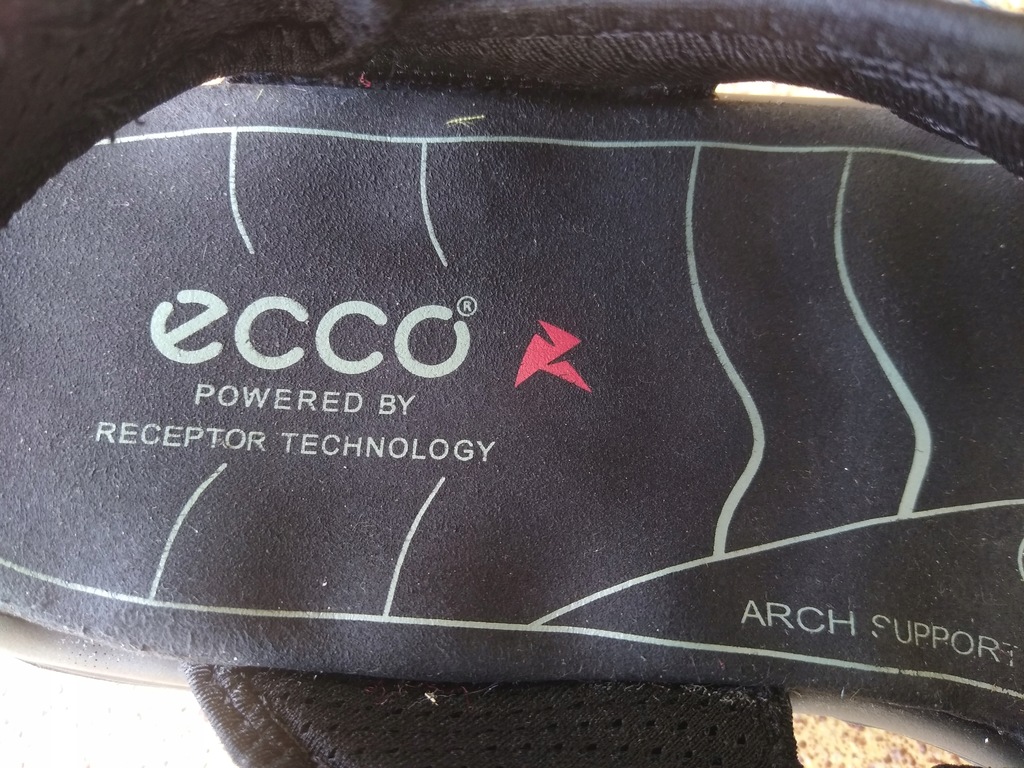 ecco®
POWERED BY
RECEPTOR TECHNOLOGY
ARCH SUPPORT